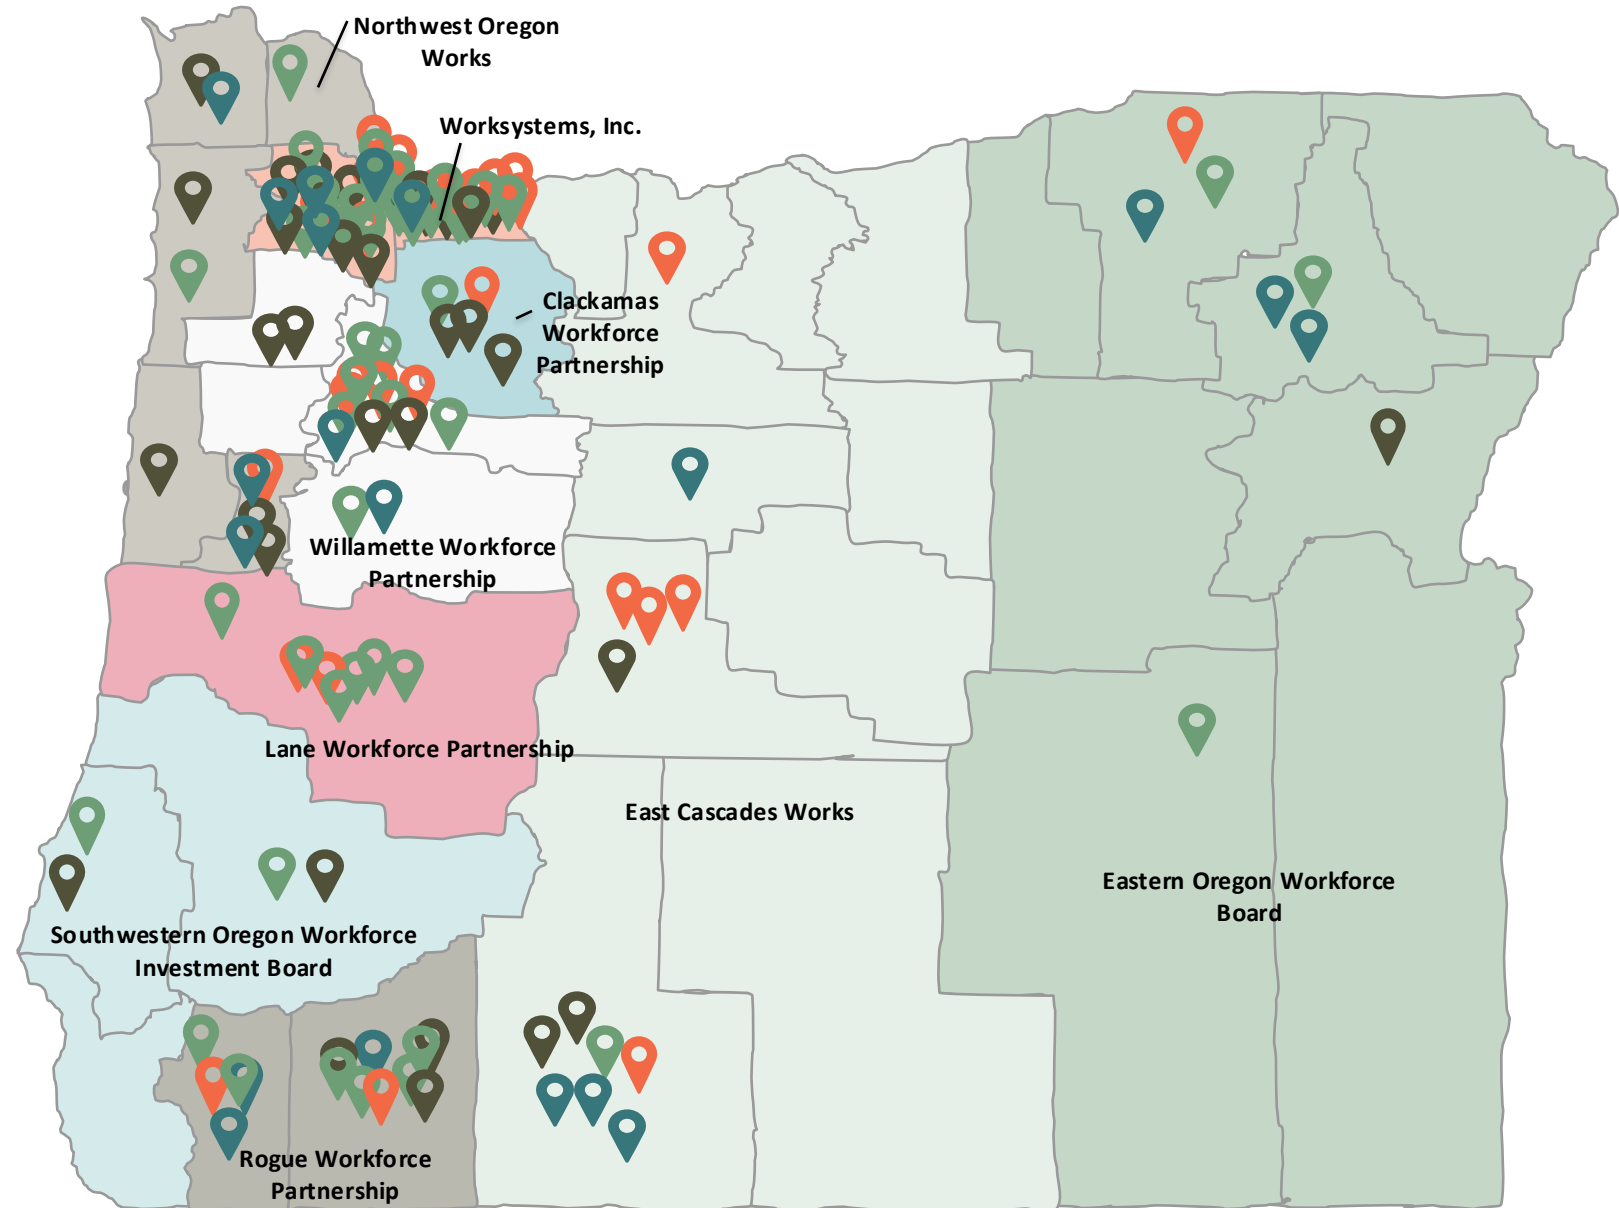 Northwest Oregon
Works
Worksystems, Inc.
Clackamas
Workforce
Partnership
Willamette Workforce
Partnership
Lane Workforce Partnership
East Cascades Works
Eastern Oregon Workforce
Board
Southwestern Oregon Workforce
Investment Board
Rogue Workforce
Partnership